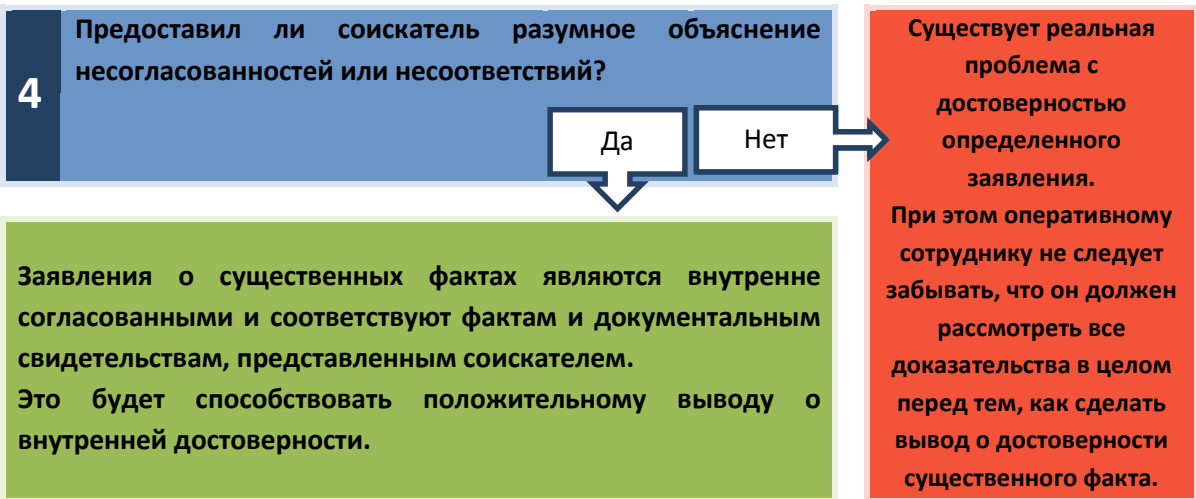 4
Предоставил ли соискатель разумное объяснение
несогласованностей или несоответствий?
Да
Нет
Заявления о существенных фактах являются внутренне
согласованными и соответствуют фактам и документальным
свидетельствам, представленным соискателем.
Это будет способствовать положительному выводу о
внутренней достоверности.
Существует реальная
проблема с
достоверностью
определенного
заявления.
При этом оперативному
сотруднику не следует
забывать, что он должен
рассмотреть все
доказательства в целом
перед тем, как сделать
вывод о достоверности
существенного факта.